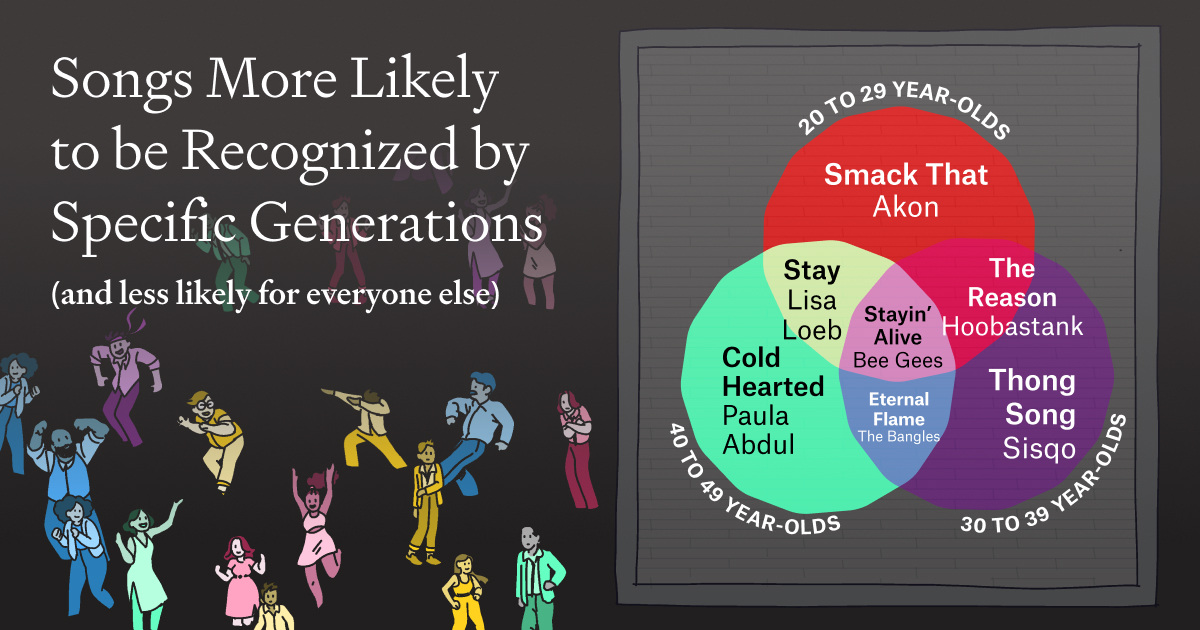 Songs More Likely
to be Recognized by
Specific Generations
(and less likely for everyone else)
20 TO 29 YEAR-OLDS
Smack That
Akon
Stay
Lisa
Loeb
The
Reason
Hoobastank
Stayin’
Alive
Bee Gees
Cold
Hearted
Paula
Abdul
Eternal
Flame
The Bangles
Thong
Song
Sisqo
40 TO 49 YEAR-OLDS
30 TO 39 YEAR-OLDS